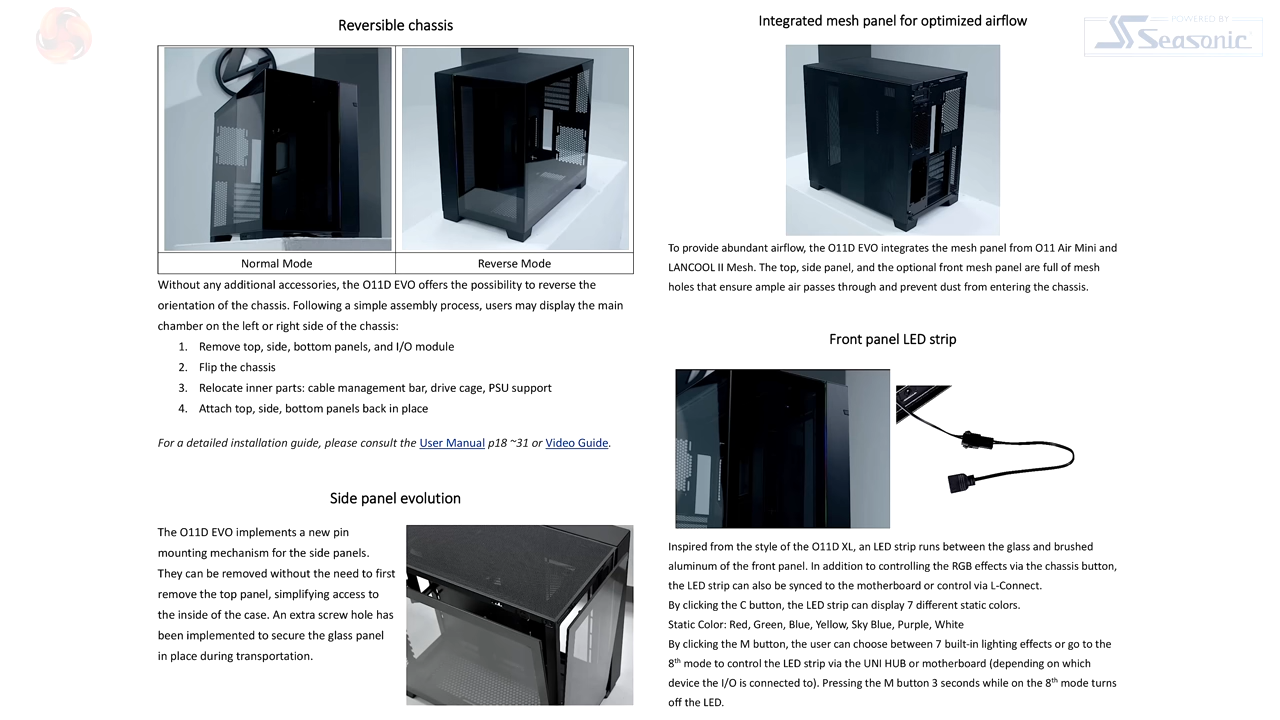 Reversible chassis
Normal Mode
Reverse Mode
Without any additional accessories, the O11D EVO offers the possibility to reverse the
orientation of the chassis. Following a simple assembly process, users may display the main
chamber on the left or right side of the chassis:
1. Remove top, side, bottom panels, and I/O module
2. Flip the chassis
3. Relocate inner parts: cable management bar, drive cage, PSU support
4. Attach top, side, bottom panels back in place
For a detailed installation guide, please consult the User Manual p18 ~31 or Video Guide.
Side panel evolution
The O11D EVO implements a new pin
mounting mechanism for the side panels.
They can be removed without the need to first
remove the top panel, simplifying access to
the inside of the case. An extra screw hole has
been implemented to secure the glass panel
in place during transportation.
Integrated mesh panel for optimized airflow
To provide abundant airflow, the O11D EVO integrates the mesh panel from O11 Air Mini and
LANCOOL II Mesh. The top, side panel, and the optional front mesh panel are full of mesh
holes that ensure ample air passes through and prevent dust from entering the chassis.
Front panel LED strip
Inspired from the style of the O11D XL, an LED strip runs between the glass and brushed
aluminum of the front panel. In addition to controlling the RGB effects via the chassis button,
the LED strip can also be synced to the motherboard or control via L-Connect.
By clicking the C button, the LED strip can display 7 different static colors.
Static Color: Red, Green, Blue, Yellow, Sky Blue, Purple, White
By clicking the M button, the user can choose between 7 built-in lighting effects or go to the
8th mode to control the LED strip via the UNI HUB or motherboard (depending on which
device the I/O is connected to). Pressing the M button 3 seconds while on the 8th mode turns
off the LED.
POWERED BY
Seasonic